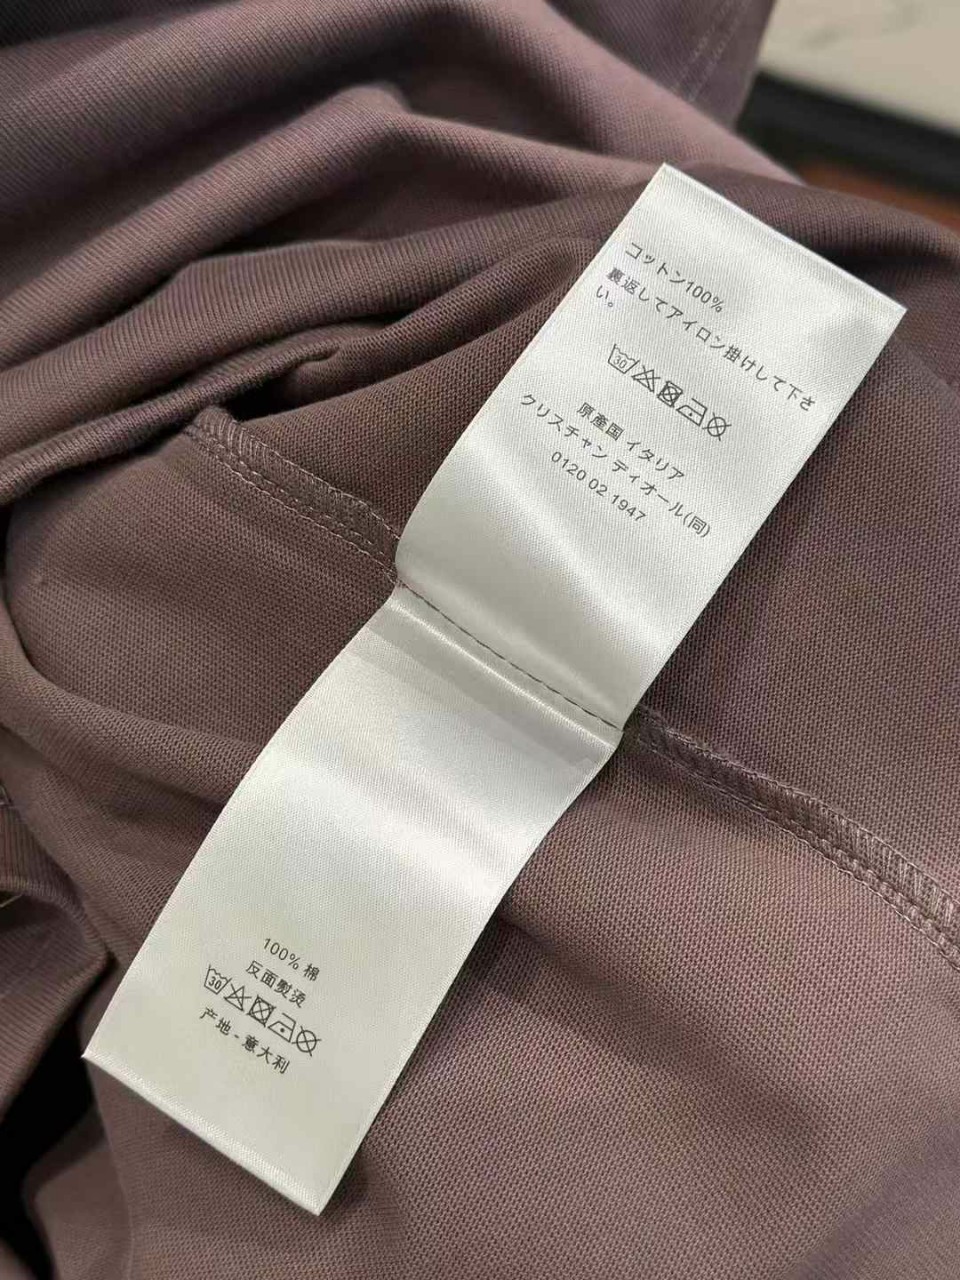 コットン100%
裏返してアイロン掛けして下さ
い。
30
原産国 イタリア
クリスチャン ディオール(同)
0120 02 1947
100% 棉
反面熨烫
30
产地 - 意大利